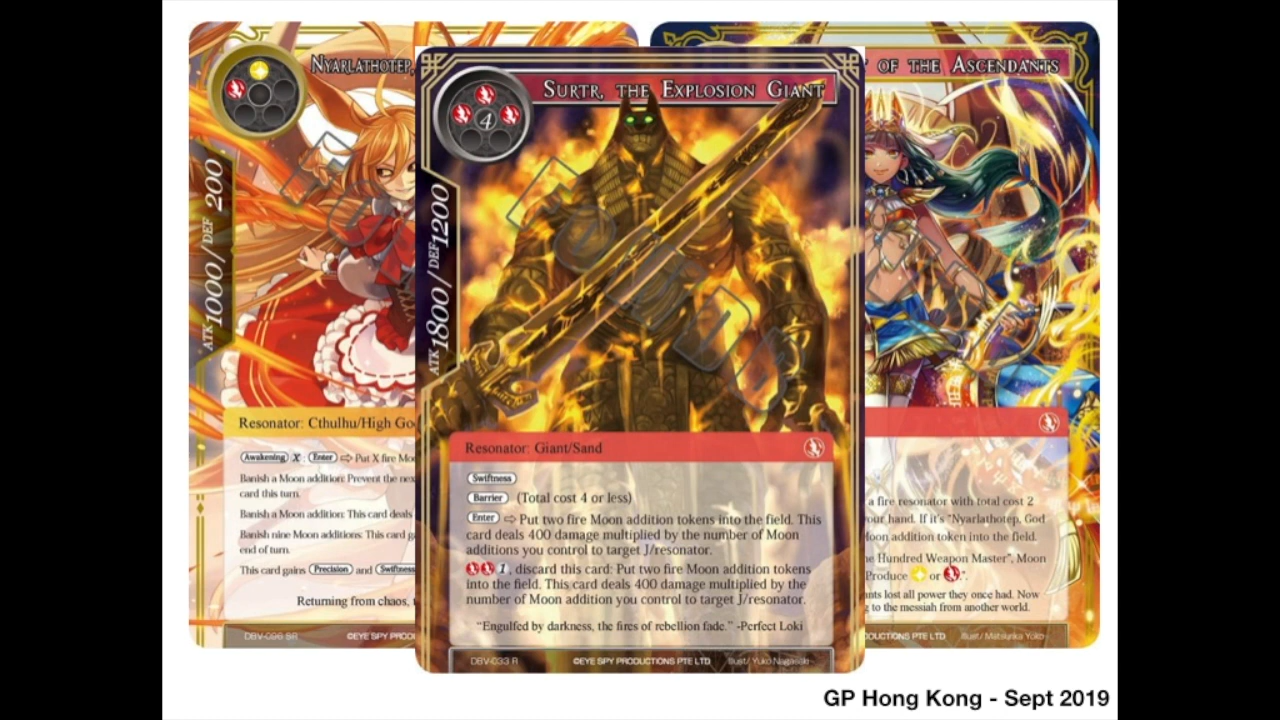 Nyarlathotep,
ATK 1000 / DEF 200
Resonator: Cthulhu/High Go
Awakening X : Enter ⇨ Put X fire Mo
Banish a Moon addition: Prevent the nex
card this turn.
Banish a Moon addition: This card deals
Banish nine Moon additions: This card ga
end of turn.
This card gains Precision and Swiftness
Returning from chaos,
DBV-096 SR ©EYE SPY PRODU
Surtr, the Explosion Giant
4
ATK 1800 / DEF 1200
Resonator: Giant/Sand
Swiftness
Barrier (Total cost 4 or less)
Enter ⇨ Put two fire Moon addition tokens into the field. This
card deals 400 damage multiplied by the number of Moon
additions you control to target J/resonator.
1, discard this card: Put two fire Moon addition tokens
into the field. This card deals 400 damage multiplied by the
number of Moon addition you control to target J/resonator.
“Engulfed by darkness, the fires of rebellion fade.” -Perfect Loki
DBV-033 R ©EYE SPY PRODUCTIONS PTE LTD Illust/ Yuko Nagasaki
of the Ascendants
a fire resonator with total cost 2
our hand. If it's "Nyarlathotep, God
Moon addition token into the field.
e Hundred Weapon Master", Moon
Produce or .".
nts lost all power they once had. Now
g to the messiah from another world.
DUCTIONS PTE LTD Illust/ Matsurika Yoko
GP Hong Kong - Sept 2019